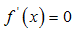 f'(x) = 0